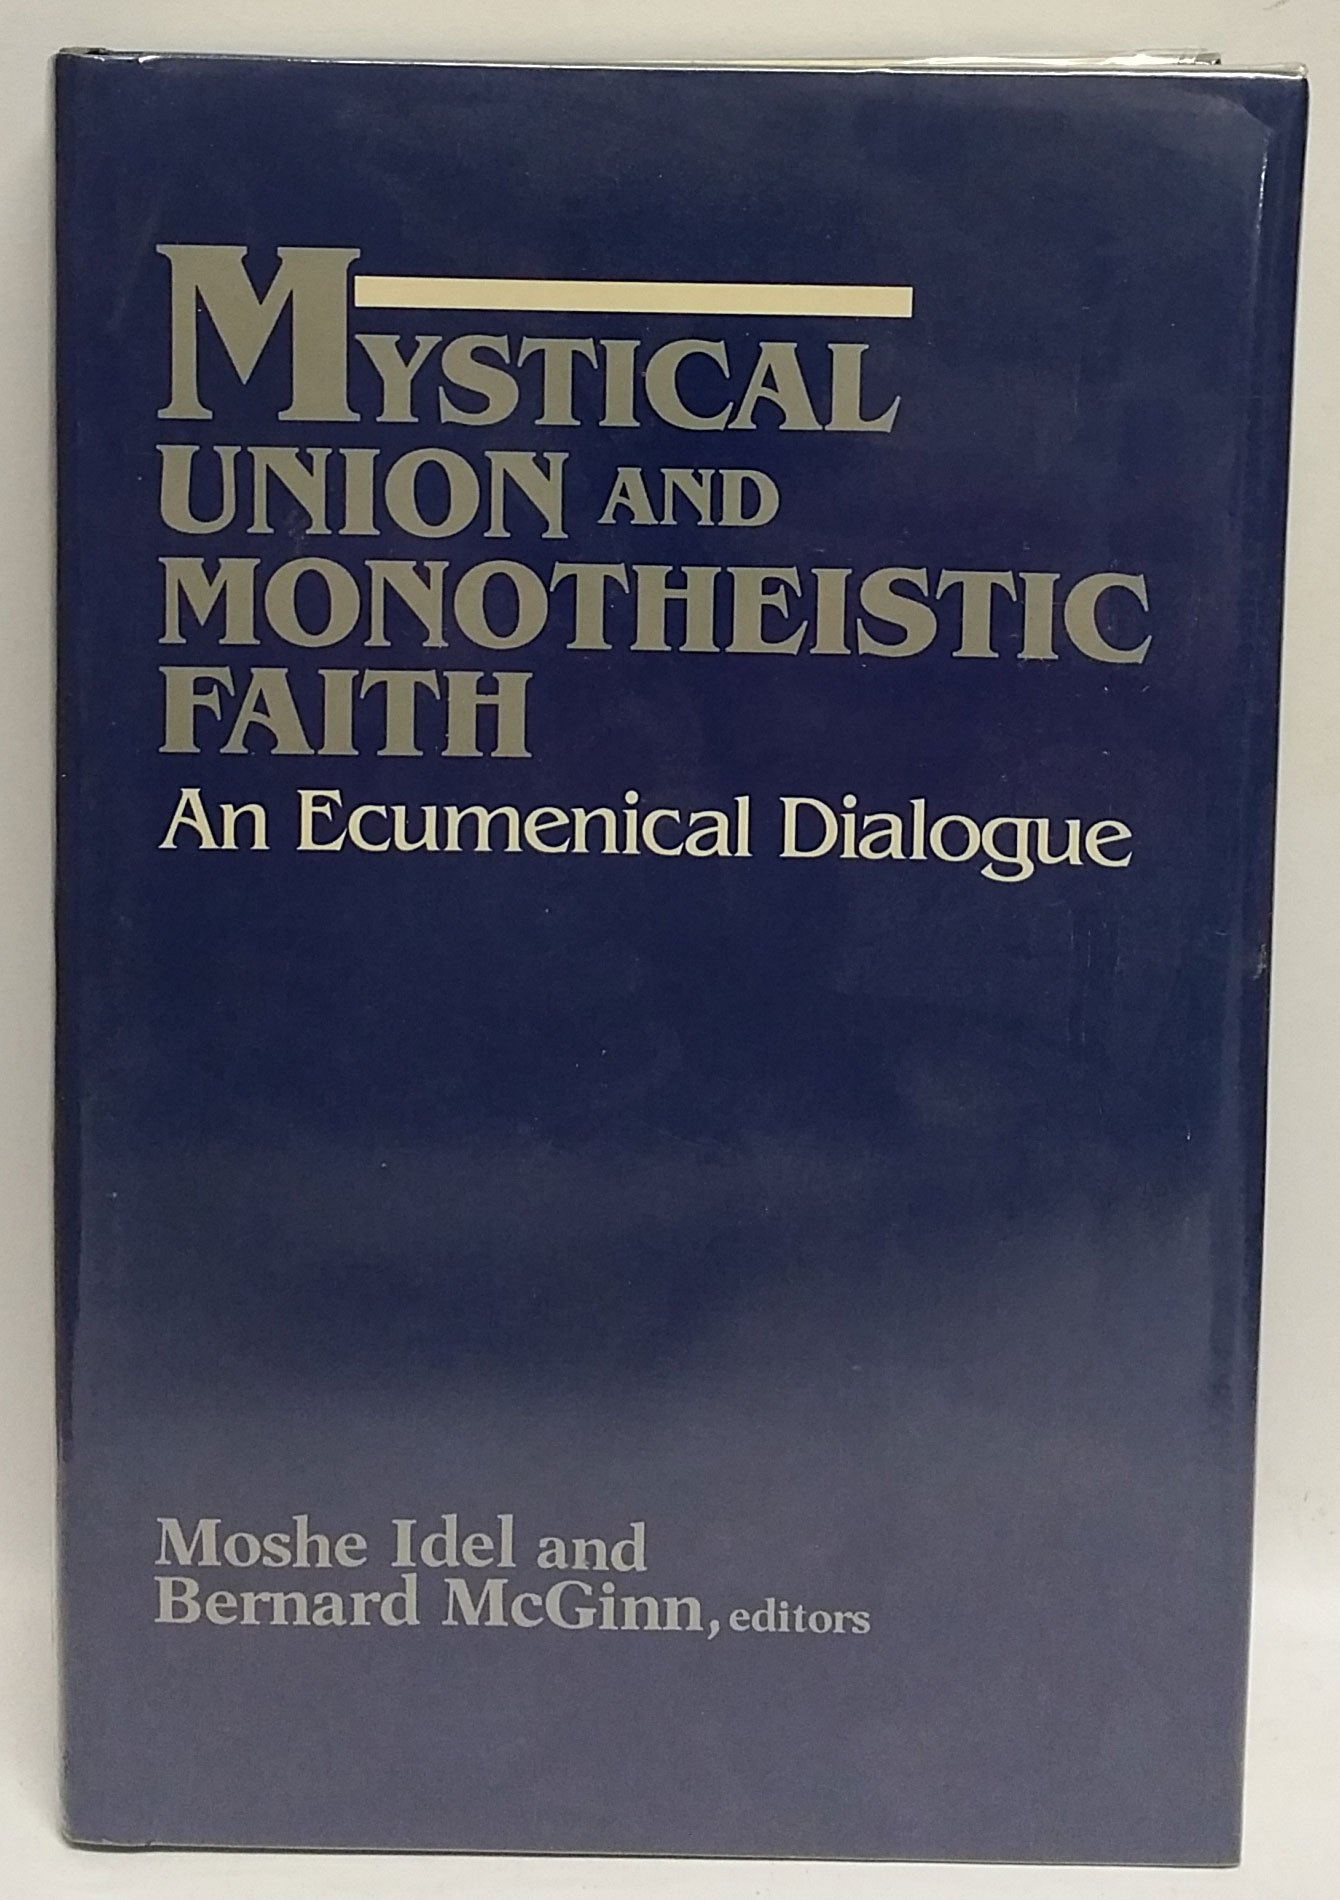 MYSTICAL
UNION AND
MONOTHEISTIC
FAITH
An Ecumenical Dialogue
Moshe Idel and
Bernard McGinn, editors